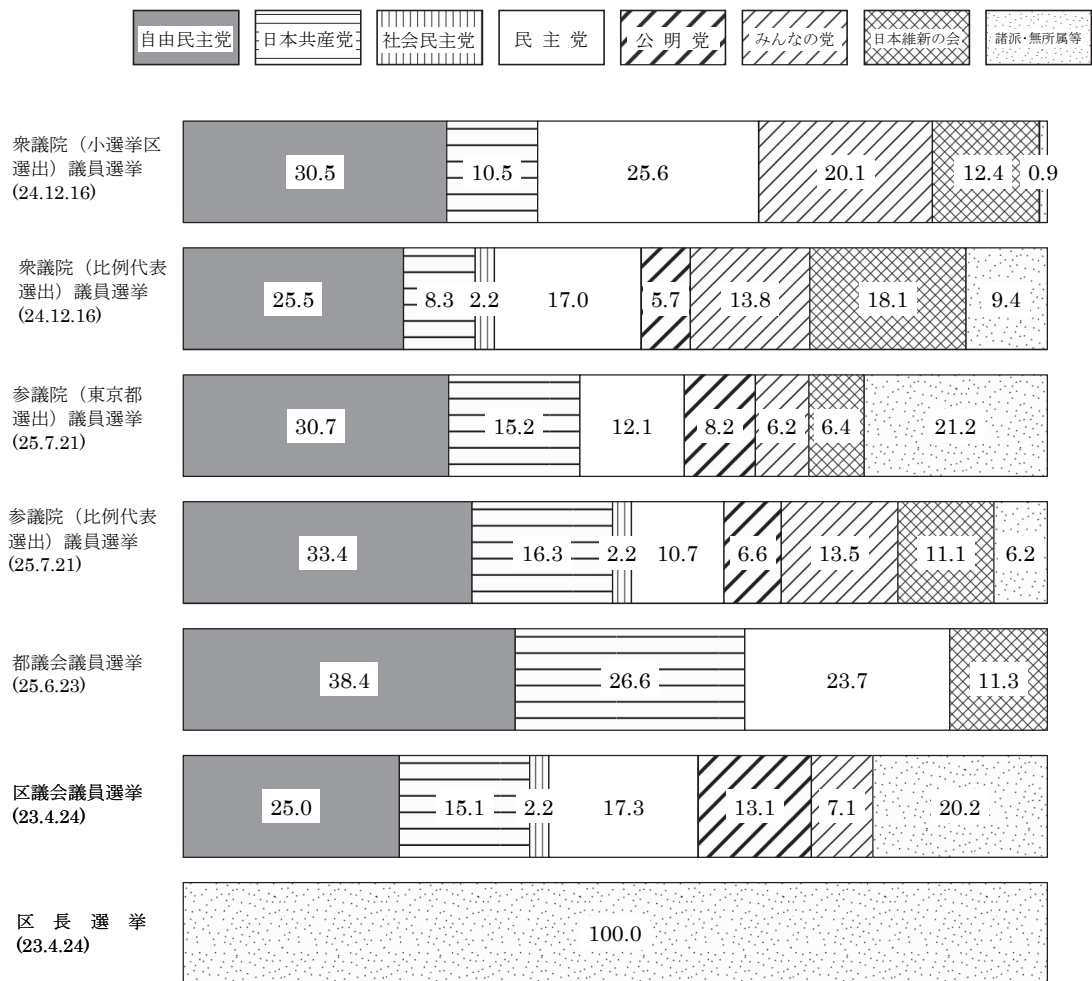 自由民主党 日本共産党 社会民主党 民主党 公明党 みんなの党 日本維新の会 諸派・無所属等
衆議院（小選挙区
選出）議員選挙
(24.12.16)
30.5 10.5 25.6 20.1 12.4 0.9
衆議院（比例代表
選出）議員選挙
(24.12.16)
25.5 8.3 2.2 17.0 5.7 13.8 18.1 9.4
参議院（東京都
選出）議員選挙
(25.7.21)
30.7 15.2 12.1 8.2 6.2 6.4 21.2
参議院（比例代表
選出）議員選挙
(25.7.21)
33.4 16.3 2.2 10.7 6.6 13.5 11.1 6.2
都議会議員選挙
(25.6.23)
38.4 26.6 23.7 11.3
区議会議員選挙
(23.4.24)
25.0 15.1 2.2 17.3 13.1 7.1 20.2
区長選挙
(23.4.24)
100.0